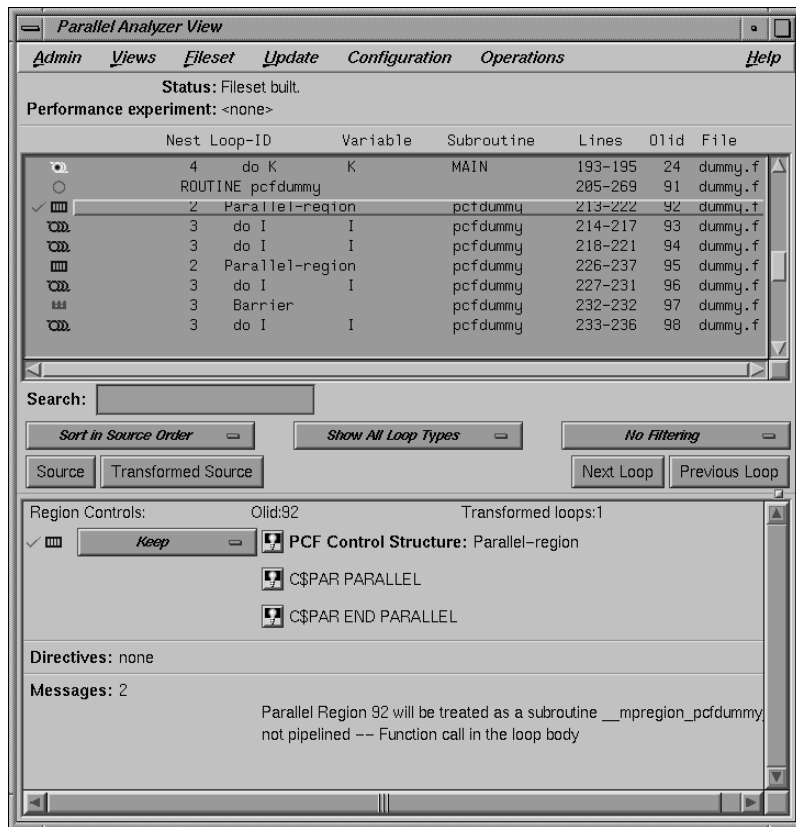 Parallel Analyzer View
Admin Views Fileset Update Configuration Operations Help
Status: Fileset built.
Performance experiment: <none>
Nest Loop-ID Variable Subroutine Lines Olid File
4 do K K MAIN 193-195 24 dummy.f
ROUTINE pcfdummy 205-269 91 dummy.f
2 Parallel-region pcfdummy 213-222 92 dummy.f
3 do I I pcfdummy 214-217 93 dummy.f
3 do I I pcfdummy 218-221 94 dummy.f
2 Parallel-region pcfdummy 226-237 95 dummy.f
3 do I I pcfdummy 227-231 96 dummy.f
3 Barrier pcfdummy 232-232 97 dummy.f
3 do I I pcfdummy 233-236 98 dummy.f
Search:
Sort in Source Order Show All Loop Types No Filtering
Source Transformed Source Next Loop Previous Loop
Region Controls: Olid:92 Transformed loops:1
Keep PCF Control Structure: Parallel-region
C$PAR PARALLEL
C$PAR END PARALLEL
Directives: none
Messages: 2
Parallel Region 92 will be treated as a subroutine __mpregion_pcfdummy_
not pipelined -- Function call in the loop body